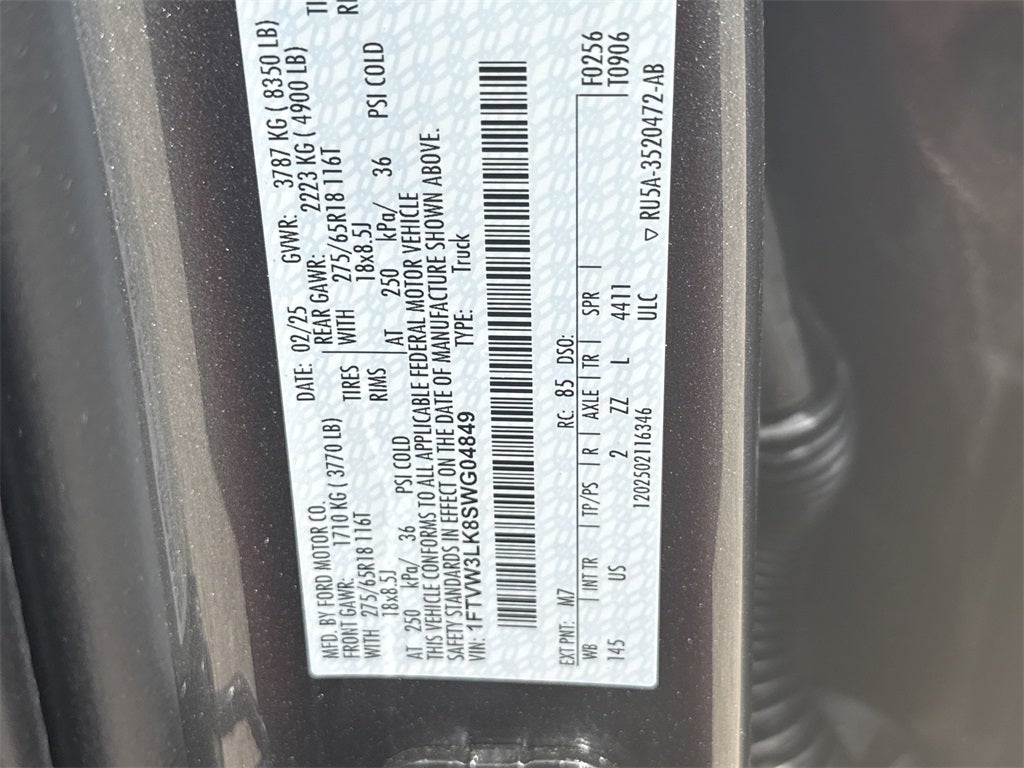 MFD. BY FORD MOTOR CO.
DATE: 02/25 GVWR: 3787 KG ( 8350 LB)
FRONT GAWR: 1710 KG ( 3770 LB) REAR GAWR: 2223 KG ( 4900 LB)
WITH 275/65R18 116T TIRES WITH 275/65R18 116T
18x8.5J RIMS 18x8.5J
AT 250 kPa/ 36 PSI COLD AT 250 kPa/ 36 PSI COLD
THIS VEHICLE CONFORMS TO ALL APPLICABLE FEDERAL MOTOR VEHICLE
SAFETY STANDARDS IN EFFECT ON THE DATE OF MANUFACTURE SHOWN ABOVE.
VIN: 1FTVW3LK8SWG04849 TYPE: Truck
EXT PNT: M7 RC: 85 DSO: F0256
WB INT TR TP/PS R AXLE TR SPR T0906
145 US 2 ZZ L 4411
1202502116346 ULC ▽ RU5A-3520472-AB